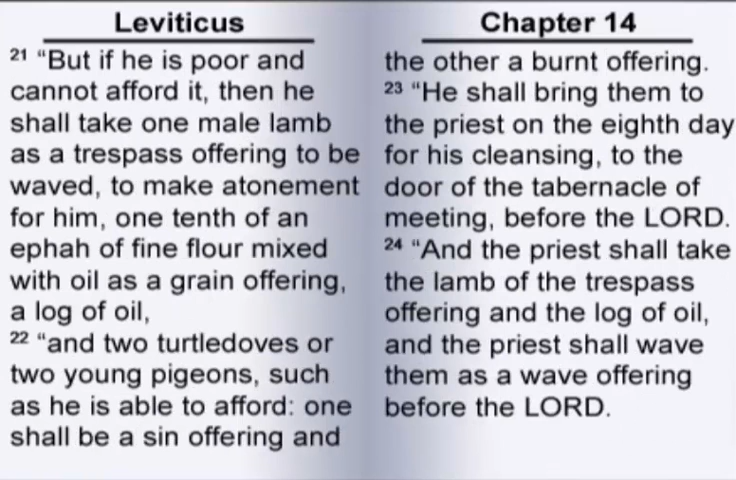 Leviticus
²¹ “But if he is poor and
cannot afford it, then he
shall take one male lamb
as a trespass offering to be
waved, to make atonement
for him, one tenth of an
ephah of fine flour mixed
with oil as a grain offering,
a log of oil,
²² “and two turtledoves or
two young pigeons, such
as he is able to afford: one
shall be a sin offering and
Chapter 14
the other a burnt offering.
²³ “He shall bring them to
the priest on the eighth day
for his cleansing, to the
door of the tabernacle of
meeting, before the LORD.
²⁴ “And the priest shall take
the lamb of the trespass
offering and the log of oil,
and the priest shall wave
them as a wave offering
before the LORD.